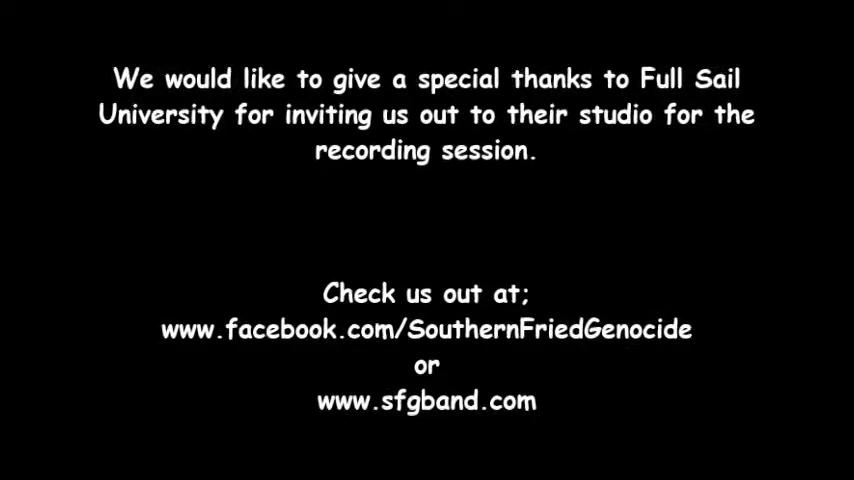 We would like to give a special thanks to Full Sail
University for inviting us out to their studio for the
recording session.
Check us out at;
www.facebook.com/SouthernFriedGenocide
or
www.sfgband.com